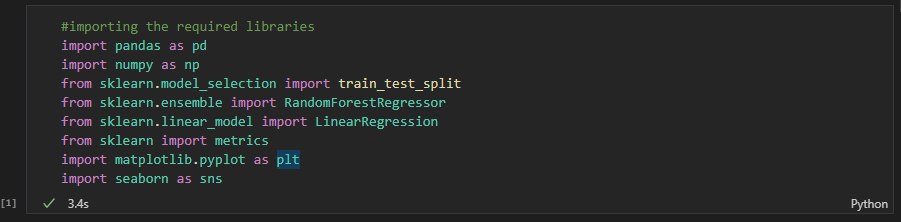 #importing the required libraries
import pandas as pd
import numpy as np
from sklearn.model_selection import train_test_split
from sklearn.ensemble import RandomForestRegressor
from sklearn.linear_model import LinearRegression
from sklearn import metrics
import matplotlib.pyplot as plt
import seaborn as sns
[1] ✓ 3.4s Python